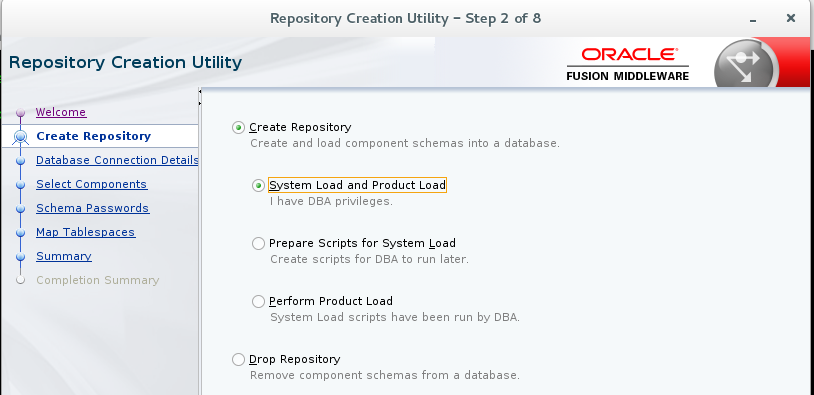 Repository Creation Utility – Step 2 of 8
Repository Creation Utility
ORACLE
FUSION MIDDLEWARE
Welcome
Create Repository
Database Connection Details
Select Components
Schema Passwords
Map Tablespaces
Summary
Completion Summary
Create Repository
Create and load component schemas into a database.
System Load and Product Load
I have DBA privileges.
Prepare Scripts for System Load
Create scripts for DBA to run later.
Perform Product Load
System Load scripts have been run by DBA.
Drop Repository
Remove component schemas from a database.